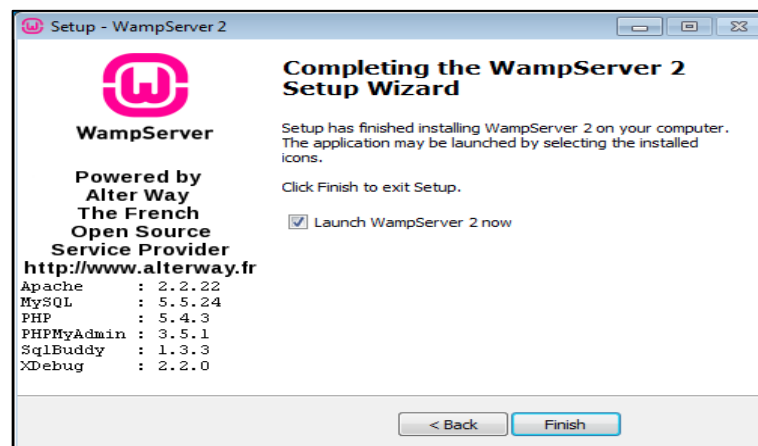 Setup - WampServer 2
WampServer
Powered by
Alter Way
The French
Open Source
Service Provider
http://www.alterway.fr
Apache : 2.2.22
MySQL : 5.5.24
PHP : 5.4.3
PHPMyAdmin : 3.5.1
SqlBuddy : 1.3.3
XDebug : 2.2.0
Completing the WampServer 2
Setup Wizard
Setup has finished installing WampServer 2 on your computer.
The application may be launched by selecting the installed
icons.
Click Finish to exit Setup.
Launch WampServer 2 now
< Back
Finish